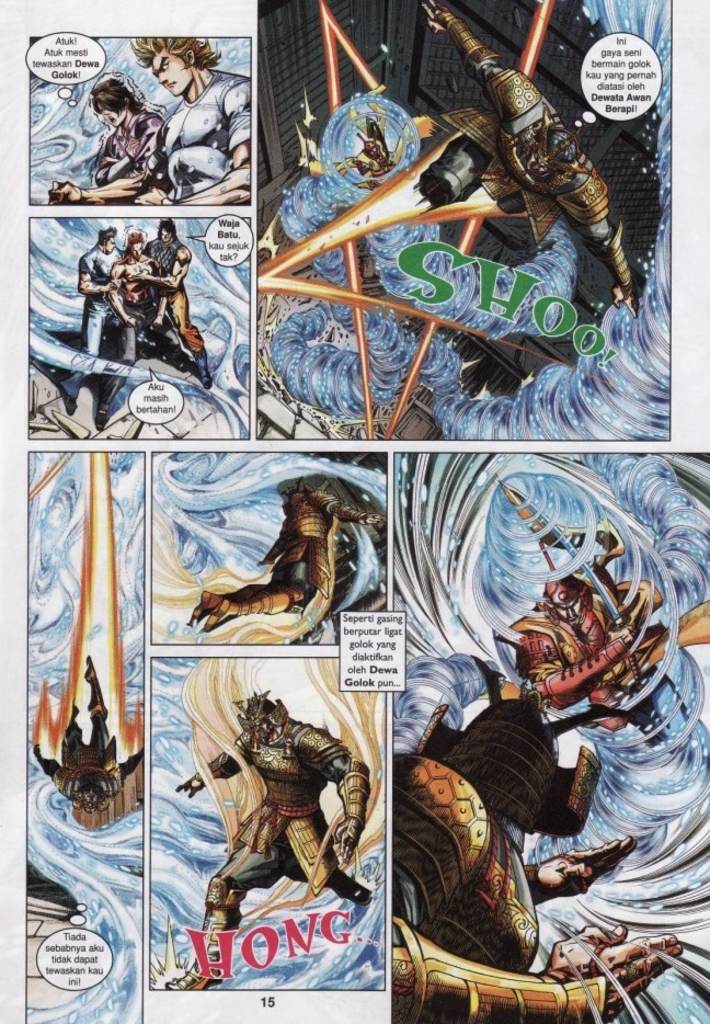 Atuk!
Atuk mesti
tewaskan Dewa
Golok!
Ini
gaya seni
bermain golok
kau yang pernah
diatasi oleh
Dewata Awan
Berapi!
SHOO!
Waja
Batu,
kau sejuk
tak?
Aku
masih
bertahan!
Tiada
sebabnya aku
tidak dapat
tewaskan kau
ini!
Seperti gasing
berputar ligat
golok yang
diaktifkan
oleh Dewa
Golok pun...
HONG...
15